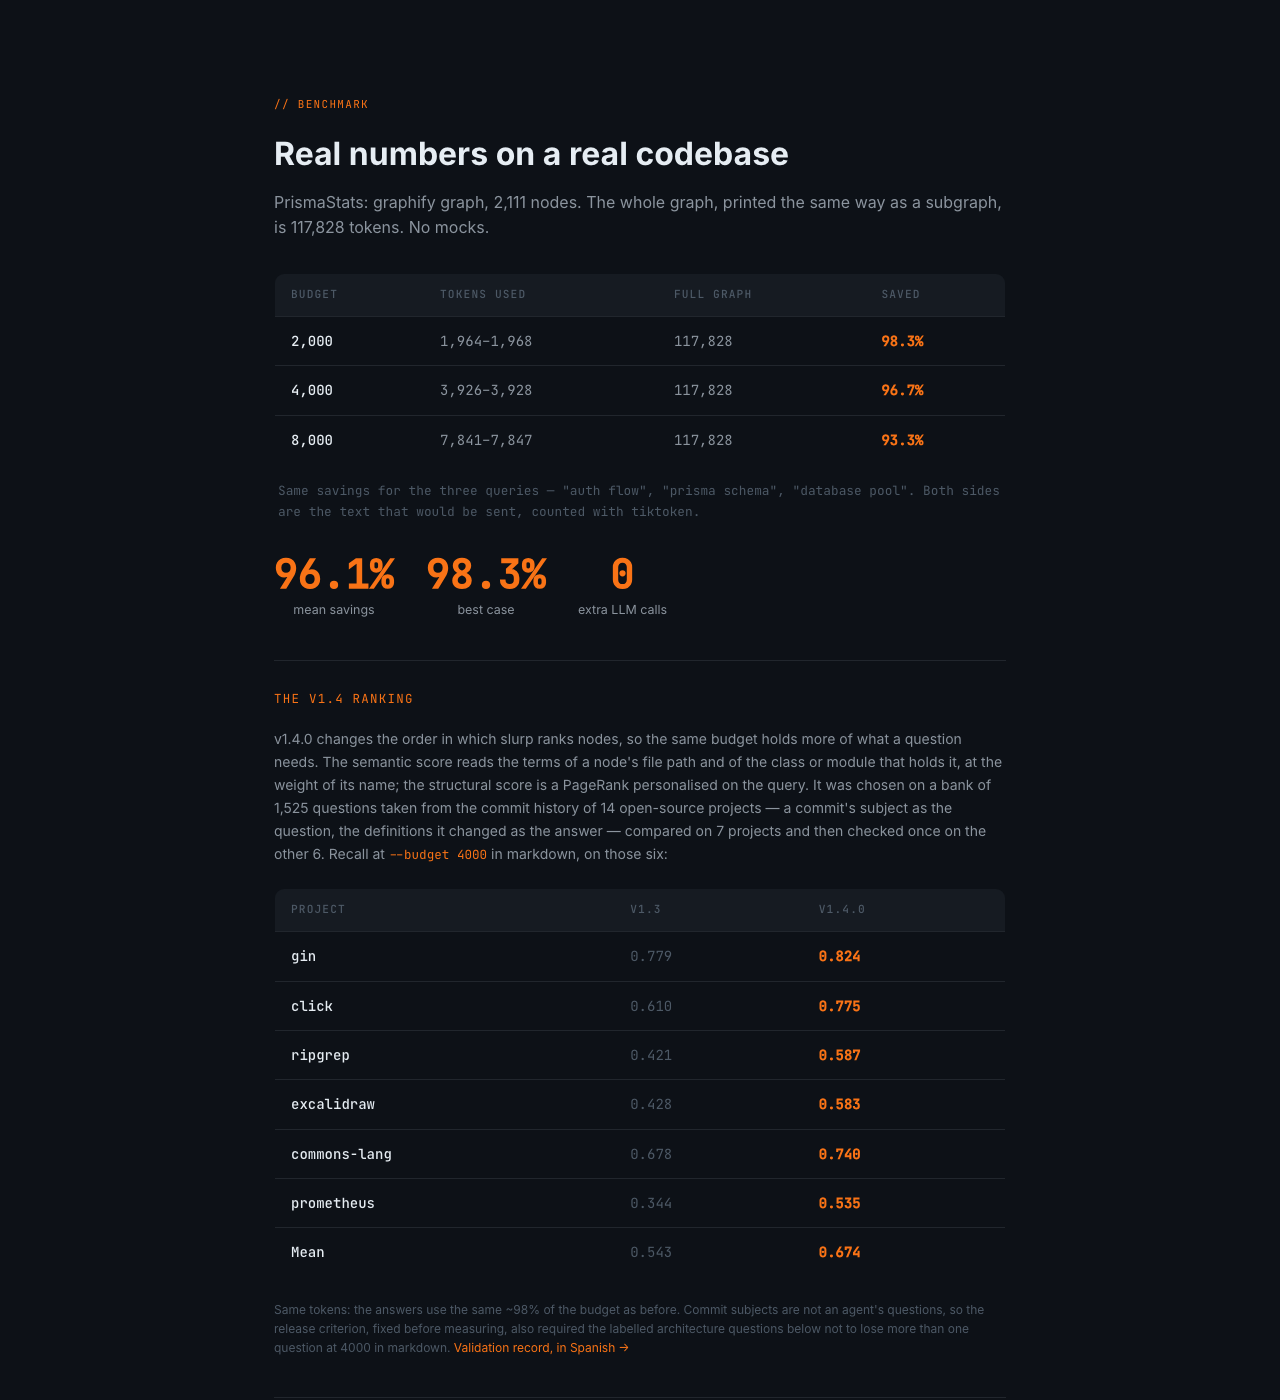 // BENCHMARK
Real numbers on a real codebase
PrismaStats: graphify graph, 2,111 nodes. The whole graph, printed the same way as a subgraph,
is 117,828 tokens. No mocks.
BUDGET TOKENS USED FULL GRAPH SAVED
2,000 1,964–1,968 117,828 98.3%
4,000 3,926–3,928 117,828 96.7%
8,000 7,841–7,847 117,828 93.3%
Same savings for the three queries — "auth flow", "prisma schema", "database pool". Both sides
are the text that would be sent, counted with tiktoken.
96.1% 98.3% 0
mean savings best case extra LLM calls
THE V1.4 RANKING
v1.4.0 changes the order in which slurp ranks nodes, so the same budget holds more of what a question
needs. The semantic score reads the terms of a node's file path and of the class or module that holds it, at the
weight of its name; the structural score is a PageRank personalised on the query. It was chosen on a bank of
1,525 questions taken from the commit history of 14 open-source projects — a commit's subject as the
question, the definitions it changed as the answer — compared on 7 projects and then checked once on the
other 6. Recall at --budget 4000 in markdown, on those six:
PROJECT V1.3 V1.4.0
gin 0.779 0.824
click 0.610 0.775
ripgrep 0.421 0.587
excalidraw 0.428 0.583
commons-lang 0.678 0.740
prometheus 0.344 0.535
Mean 0.543 0.674
Same tokens: the answers use the same ~98% of the budget as before. Commit subjects are not an agent's questions, so the
release criterion, fixed before measuring, also required the labelled architecture questions below not to lose more than one
question at 4000 in markdown. Validation record, in Spanish →